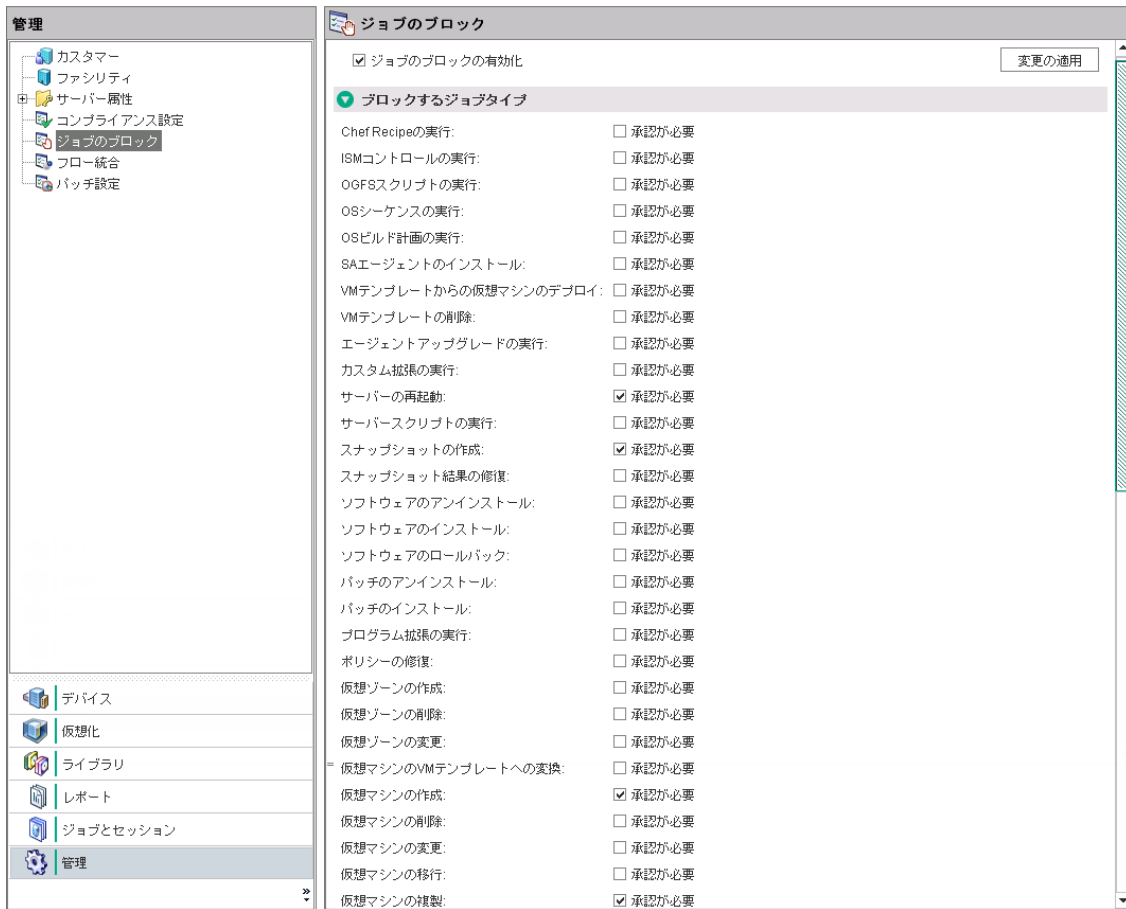 管理
カスタマー
ファシリティ
サーバー属性
コンプライアンス設定
ジョブのブロック
フロー統合
パッチ設定
デバイス
仮想化
ライブラリ
レポート
ジョブとセッション
管理
ジョブのブロック
ジョブのブロックの有効化
変更の適用
ブロックするジョブタイプ
Chef Recipeの実行: 承認が必要
ISMコントロールの実行: 承認が必要
OGFSスクリプトの実行: 承認が必要
OSシーケンスの実行: 承認が必要
OSビルド計画の実行: 承認が必要
SAエージェントのインストール: 承認が必要
VMテンプレートからの仮想マシンのデプロイ: 承認が必要
VMテンプレートの削除: 承認が必要
エージェントアップグレードの実行: 承認が必要
カスタム拡張の実行: 承認が必要
サーバーの再起動: 承認が必要
サーバースクリプトの実行: 承認が必要
スナップショットの作成: 承認が必要
スナップショット結果の修復: 承認が必要
ソフトウェアのアンインストール: 承認が必要
ソフトウェアのインストール: 承認が必要
ソフトウェアのロールバック: 承認が必要
パッチのアンインストール: 承認が必要
パッチのインストール: 承認が必要
プログラム拡張の実行: 承認が必要
ポリシーの修復: 承認が必要
仮想ゾーンの作成: 承認が必要
仮想ゾーンの削除: 承認が必要
仮想ゾーンの変更: 承認が必要
仮想マシンのVMテンプレートへの変換: 承認が必要
仮想マシンの作成: 承認が必要
仮想マシンの削除: 承認が必要
仮想マシンの変更: 承認が必要
仮想マシンの移行: 承認が必要
仮想マシンの複製: 承認が必要